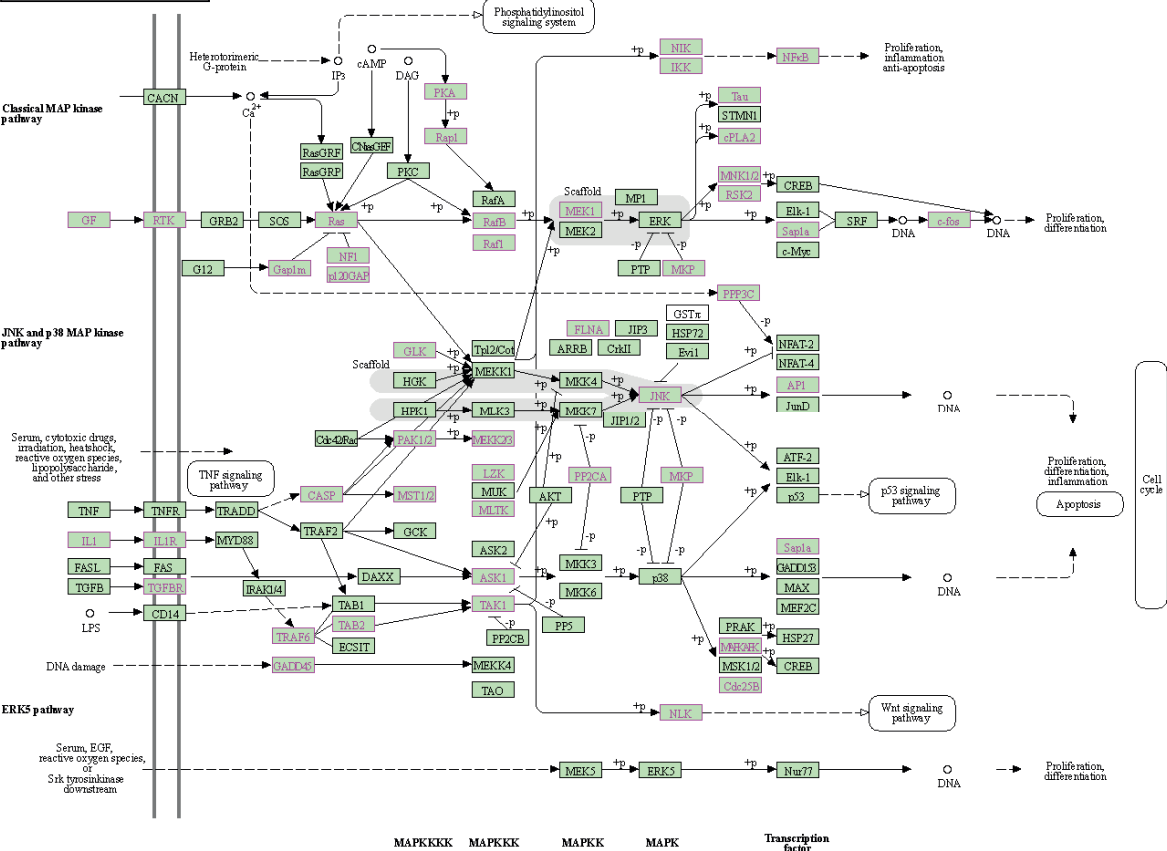 Phosphatidylinositol
signaling system
Heterotorimeric
G-protein
IP3
cAMP
DAG
+p
NIK
IKK
NFκB
Proliferation,
inflammation
anti-apoptosis
Classical MAP kinase
pathway
CACN
Ca2+
PKA
+p
Rap1
+p
Tau
STMN1
cPLA2
+p
RasGRF
RasGRP
CNrasGEF
PKC
RafA
Scaffold
MP1
MNK1/2
RSK2
+p
CREB
GF
RTK
GRB2
SOS
Ras
+p
+p
RafB
Raf1
+p
MEK1
MEK2
+p
ERK
+p
Elk-1
Sap1a
c-Myc
SRF
DNA
c-fos
DNA
Proliferation,
differentiation
G12
Gap1m
NF1
p120GAP
-p
-p
PTP
MKP
PPP3C
-p
JNK and p38 MAP kinase
pathway
FLNA
JIP3
GSTπ
HSP72
Evi1
ARRB
CrkII
NFAT-2
NFAT-4
Scaffold
GLK
+p
Tpl2/Cot
HGK
+p
MEKK1
+p
MKK4
+p
JNK
+p
+p
AP1
JunD
DNA
HPK1
MLK3
+p
MKK7
+p
JIP1/2
Cdc42/Rac
PAK1/2
+p
MEKK2/3
-p
-p
-p
+p
Serum, cytotoxic drugs,
irradiation, heatshock,
reactive oxygen species,
lipopolysaccharide,
and other stress
TNF signaling
pathway
LZK
MUK
MLTK
PP2CA
MKP
ATF-2
Elk-1
p53
p53 signaling
pathway
Proliferation,
differentiation,
inflammation
Apoptosis
Cell
cycle
CASP
MST1/2
AKT
PTP
+p
TNF
TNFR
TRADD
TRAF2
GCK
+p
IL1
IL1R
MYD88
ASK2
-p
-p
-p
MKK3
MKK6
Sap1a
GADD153
MAX
MEF2C
FASL
FAS
DAXX
ASK1
+p
+p
p38
+p
DNA
TGFB
TGFBR
IRAK1/4
LPS
CD14
TAB1
TAK1
-p
TRAF6
TAB2
ECSIT
-p
PP2CB
PP5
+p
PRAK
MAPKAPK
MSK1/2
Cdc25B
+p
+p
HSP27
CREB
DNA damage
GADD45
MEKK4
TAO
ERK5 pathway
+p
NLK
Wnt signaling
pathway
Serum, EGF,
reactive oxygen species,
or
Srk tyrosinkinase
downstream
MEK5
+p
ERK5
+p
Nur77
DNA
Proliferation,
differentiation
MAPKKKK
MAPKKK
MAPKK
MAPK
Transcription
factor